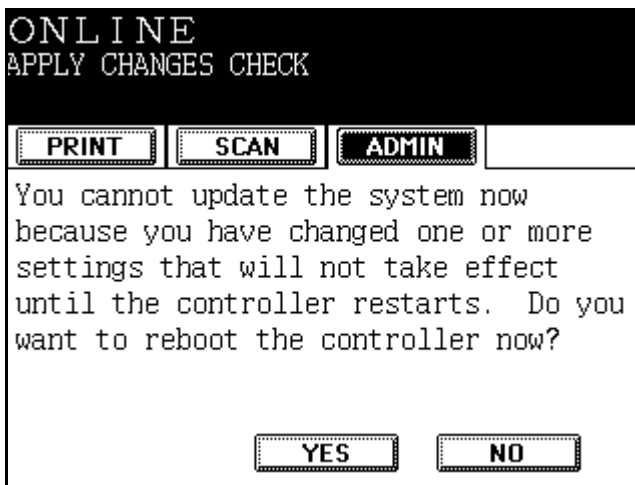 ONLINE
APPLY CHANGES CHECK
PRINT SCAN ADMIN
You cannot update the system now
because you have changed one or more
settings that will not take effect
until the controller restarts. Do you
want to reboot the controller now?
YES NO